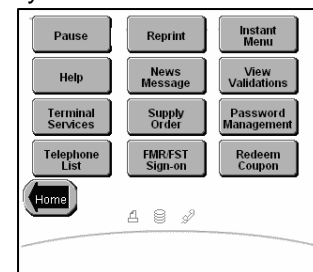 Pause
Reprint
Instant
Menu
Help
News
Message
View
Validations
Terminal
Services
Supply
Order
Password
Management
Telephone
List
FMR/FST
Sign-on
Redeem
Coupon
Home